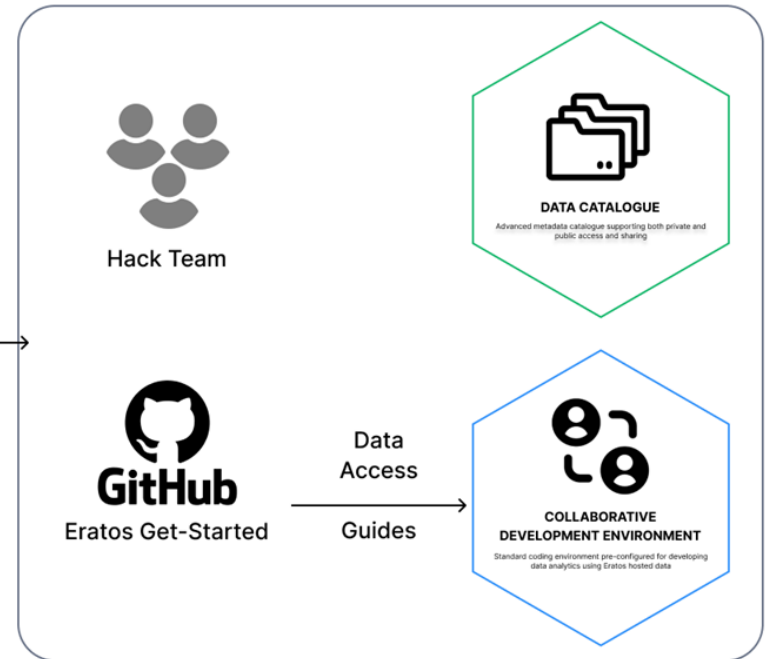 Hack Team
DATA CATALOGUE
Advanced metadata catalogue supporting both private and
public access and sharing
GitHub
Eratos Get-Started
Data
Access
Guides
COLLABORATIVE
DEVELOPMENT ENVIRONMENT
Standard coding environment pre-configured for developing
data analytics using Eratos hosted data